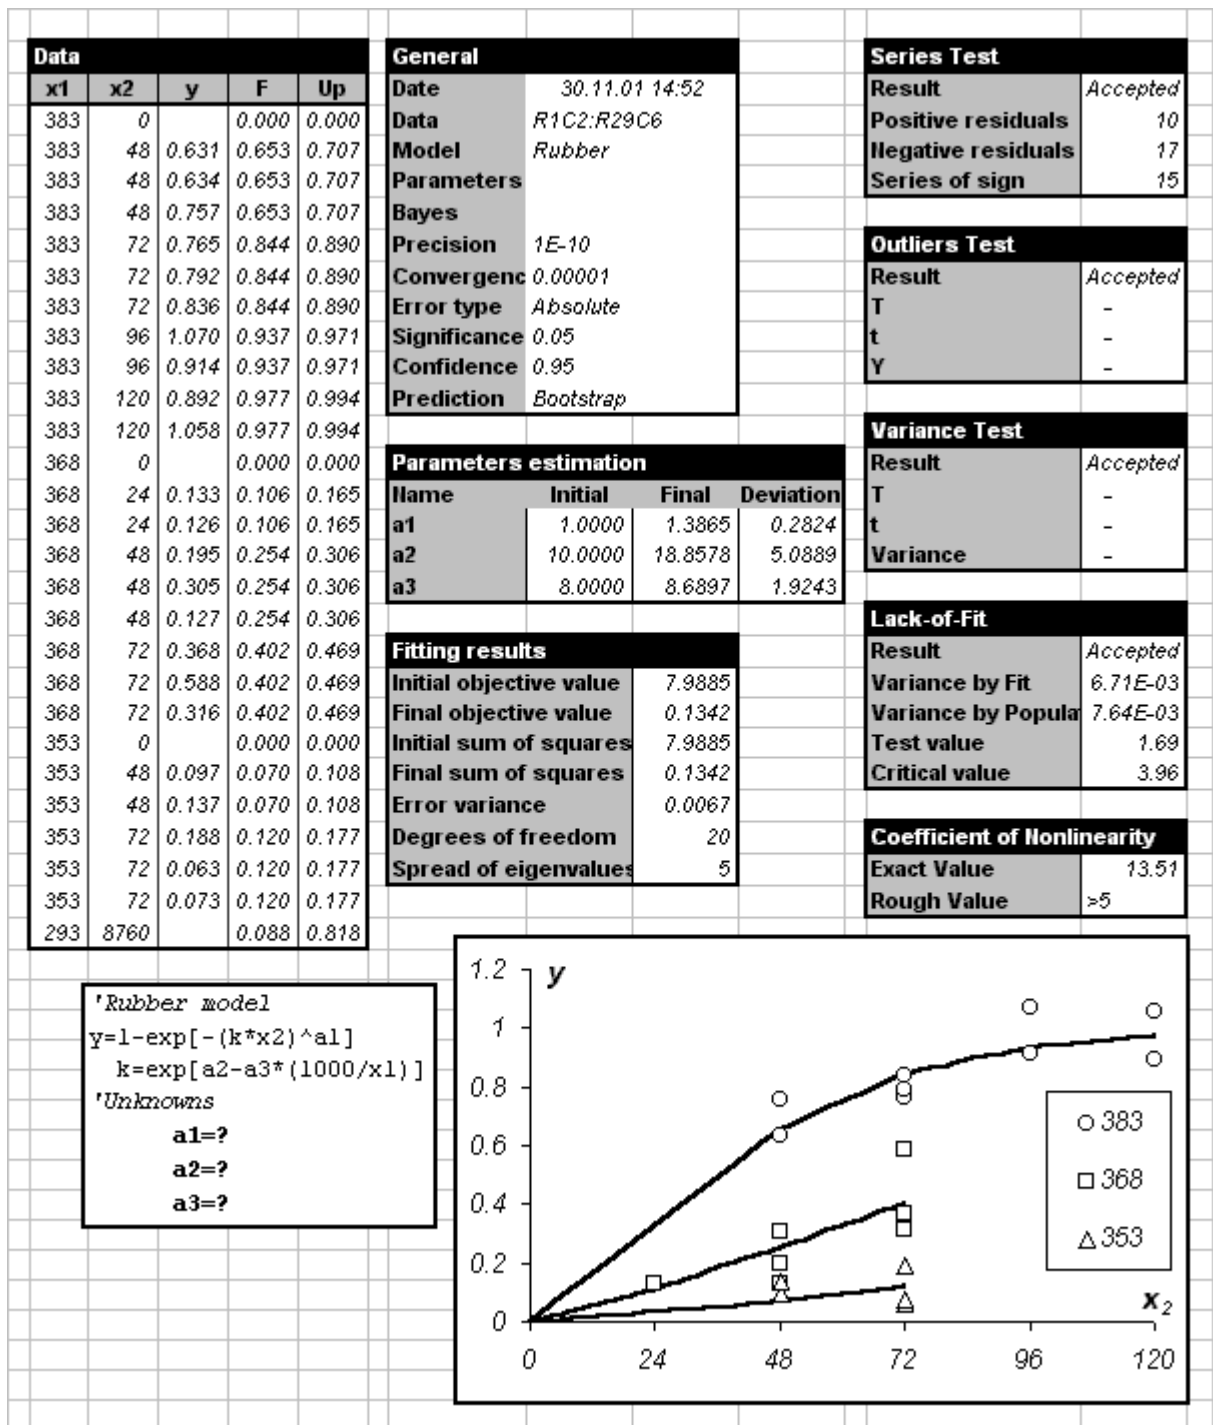 Data
x1 x2 y F Up
383 0 0.000 0.000
383 48 0.631 0.653 0.707
383 48 0.634 0.653 0.707
383 48 0.757 0.653 0.707
383 72 0.765 0.844 0.890
383 72 0.792 0.844 0.890
383 72 0.836 0.844 0.890
383 96 1.070 0.937 0.971
383 96 0.914 0.937 0.971
383 120 0.892 0.977 0.994
383 120 1.058 0.977 0.994
368 0 0.000 0.000
368 24 0.133 0.106 0.165
368 24 0.126 0.106 0.165
368 48 0.195 0.254 0.306
368 48 0.305 0.254 0.306
368 48 0.127 0.254 0.306
368 72 0.368 0.402 0.469
368 72 0.588 0.402 0.469
368 72 0.316 0.402 0.469
353 0 0.000 0.000
353 48 0.097 0.070 0.108
353 48 0.137 0.070 0.108
353 72 0.188 0.120 0.177
353 72 0.063 0.120 0.177
353 72 0.073 0.120 0.177
293 8760 0.088 0.818
General
Date 30.11.01 14:52
Data R1C2:R29C6
Model Rubber
Parameters
Bayes
Precision 1E-10
Convergenc 0.00001
Error type Absolute
Significance 0.05
Confidence 0.95
Prediction Bootstrap
Parameters estimation
Name Initial Final Deviation
a1 1.0000 1.3865 0.2824
a2 10.0000 18.8578 5.0889
a3 8.0000 8.6897 1.9243
Fitting results
Initial objective value 7.9885
Final objective value 0.1342
Initial sum of squares 7.9885
Final sum of squares 0.1342
Error variance 0.0067
Degrees of freedom 20
Spread of eigenvalues 5
Series Test
Result Accepted
Positive residuals 10
Negative residuals 17
Series of sign 15
Outliers Test
Result Accepted
T -
t -
Y -
Variance Test
Result Accepted
T -
t -
Variance -
Lack-of-Fit
Result Accepted
Variance by Fit 6.71E-03
Variance by Popula 7.64E-03
Test value 1.69
Critical value 3.96
Coefficient of Nonlinearity
Exact Value 13.51
Rough Value >5
'Rubber model
y=1-exp[-(k*x2)^a1]
k=exp[a2-a3*(1000/x1)]
'Unknowns
a1=?
a2=?
a3=?
y
1.2
1
0.8
0.6
0.4
0.2
0
0 24 48 72 96 120
x2
383
368
353